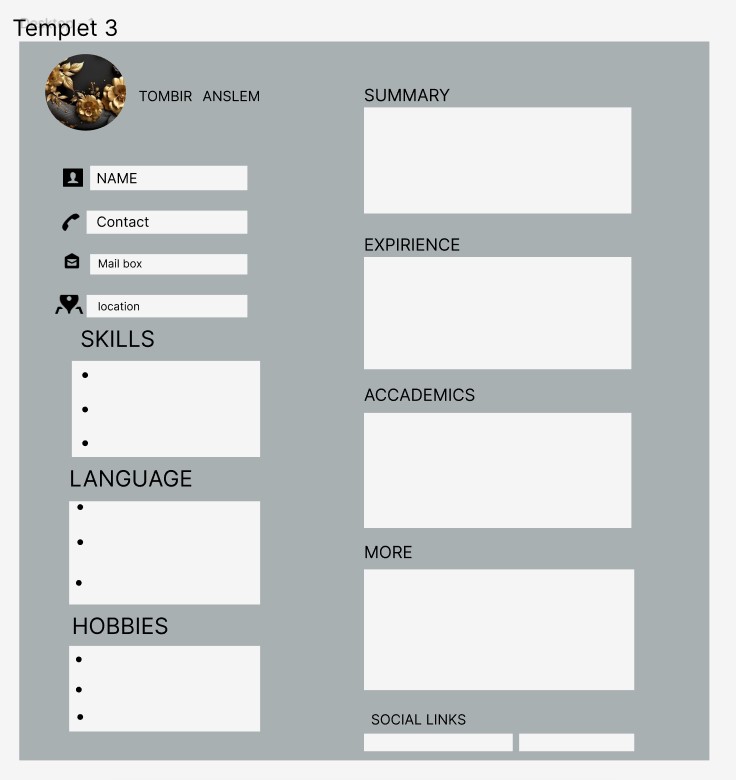 Templet 3
TOMBIR ANSLEM
NAME
Contact
Mail box
location
SKILLS
LANGUAGE
HOBBIES
SUMMARY
EXPIRIENCE
ACCADEMICS
MORE
SOCIAL LINKS